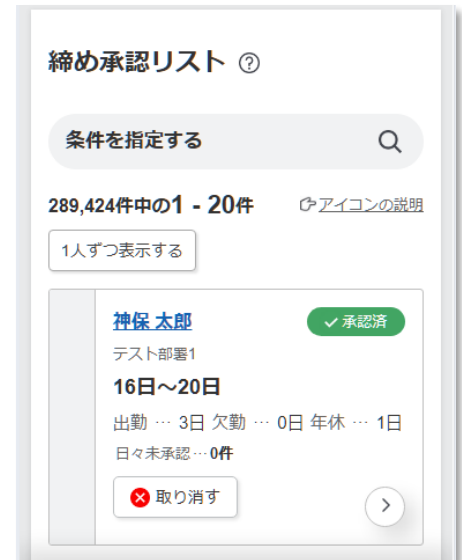 締め承認リスト
条件を指定する
289,424件中の1 - 20件 アイコンの説明
1人ずつ表示する
神保 太郎 承認済
テスト部署1
16日～20日
出勤 … 3日 欠勤 … 0日 年休 … 1日
日々未承認 … 0件
取り消す